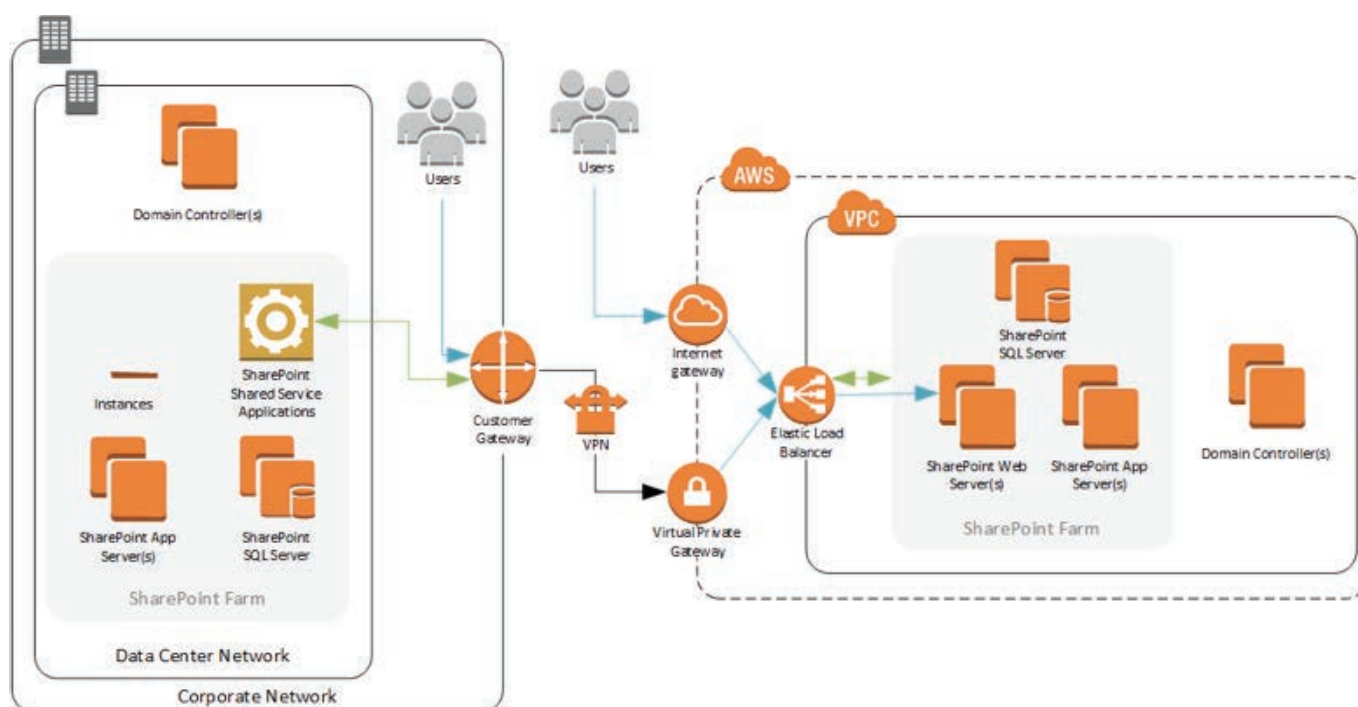 Domain Controller(s)
SharePoint
Shared Service
Applications
Instances
SharePoint App
Server(s)
SharePoint
SQL Server
SharePoint Farm
Data Center Network
Corporate Network
Users
Customer
Gateway
VPN
Users
AWS
Internet
gateway
Virtual Private
Gateway
VPC
Elastic Load
Balancer
SharePoint
SQL Server
SharePoint Web
Server(s)
SharePoint App
Server(s)
SharePoint Farm
Domain Controller(s)